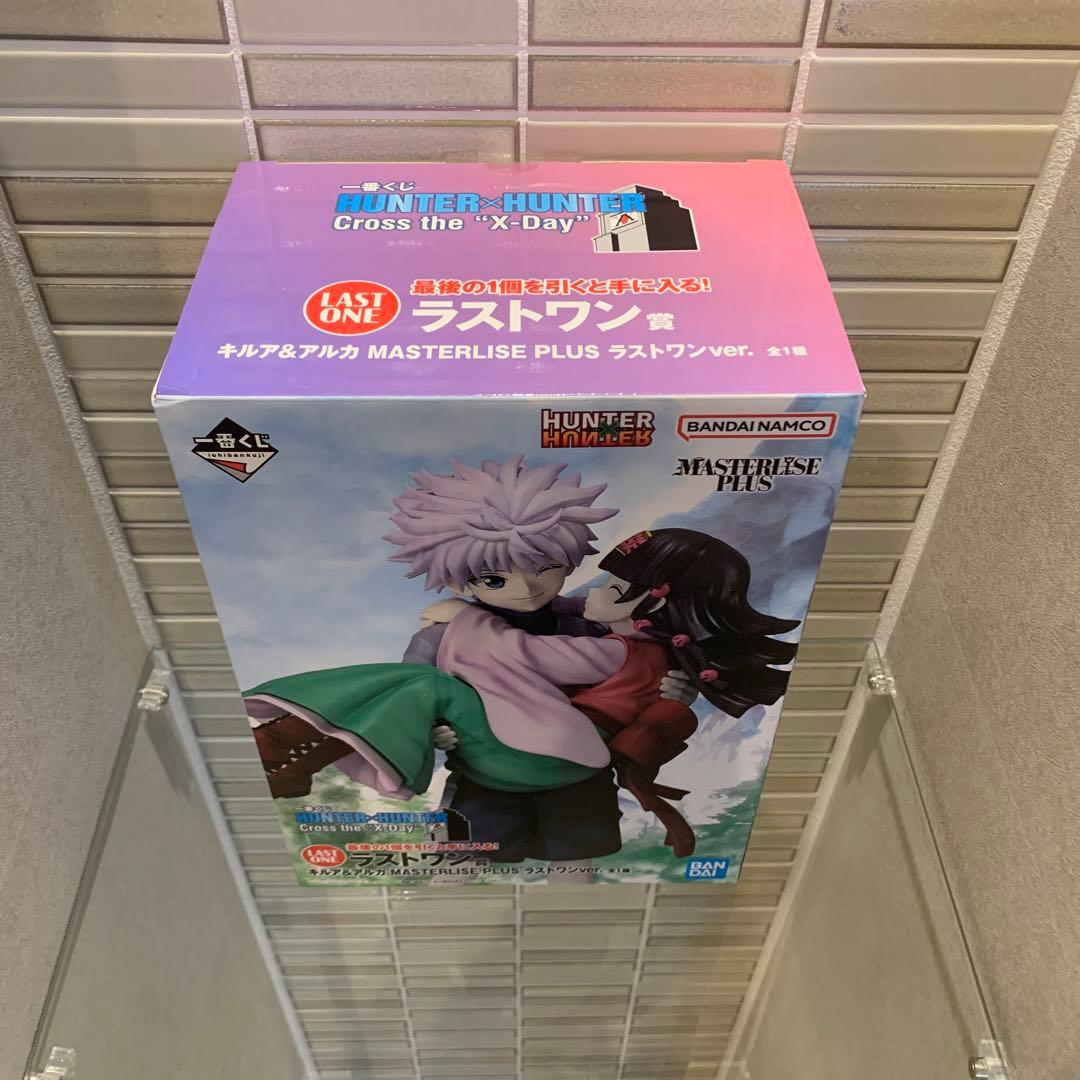 一番くじ
HUNTER×HUNTER
Cross the "X-Day"
LAST ONE
最後の1個を引くと手に入る!
ラストワン賞
キルア&アルカ MASTERLISE PLUS ラストワンver. 全1種
一番くじ
ichibankuji
HUNTER×HUNTER
BANDAI NAMCO
MASTERLISE PLUS
一番くじ
HUNTER×HUNTER
Cross the "X-Day"
LAST ONE
最後の1個を引くと手に入る!
ラストワン賞
キルア&アルカ MASTERLISE PLUS ラストワンver. 全1種
BANDAI